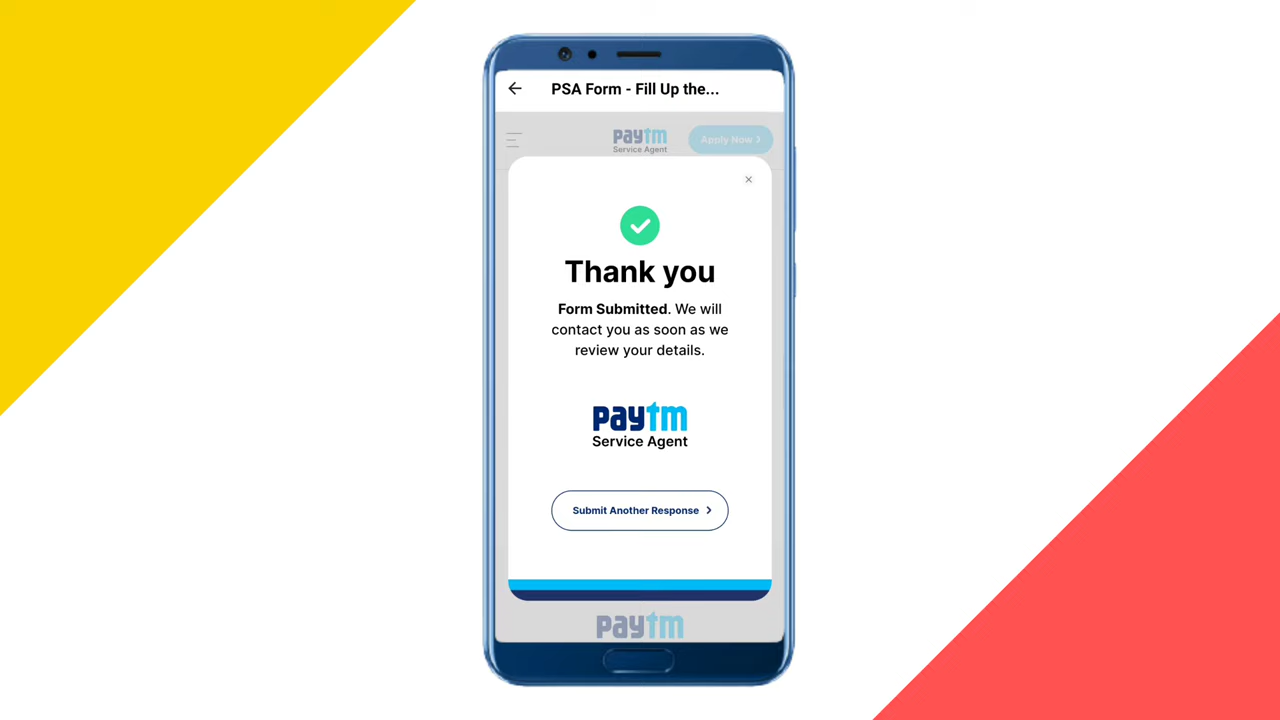 PSA Form - Fill Up the...
paytm
Service Agent
Apply Now
Thank you
Form Submitted. We will
contact you as soon as we
review your details.
paytm
Service Agent
Submit Another Response
paytm